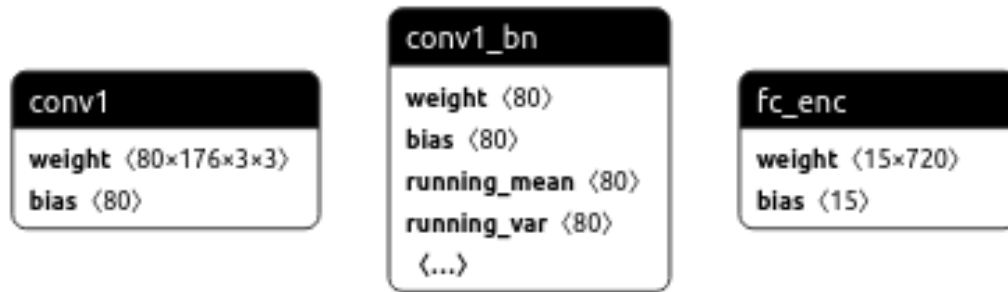 conv1
weight 〈80×176×3×3〉
bias 〈80〉
conv1_bn
weight 〈80〉
bias 〈80〉
running_mean 〈80〉
running_var 〈80〉
〈...〉
fc_enc
weight 〈15×720〉
bias 〈15〉